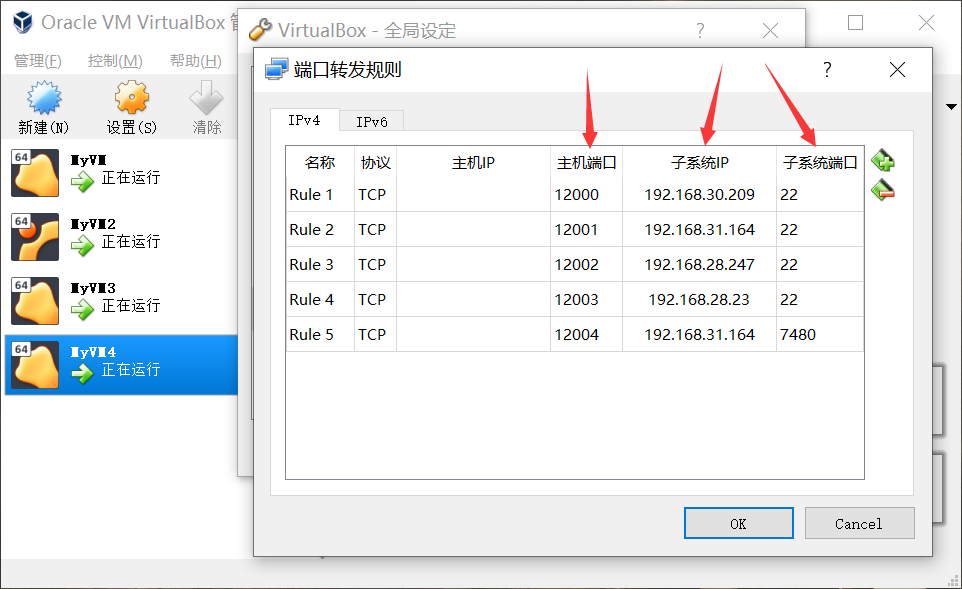 Oracle VM VirtualBox 管
VirtualBox - 全局设定
?
管理(F)
控制(M)
帮助(H)
新建(N)
设置(S)
清除
64
MyVM
正在运行
64
MyVM2
正在运行
64
MyVM3
正在运行
64
MyVM4
正在运行
端口转发规则
?
IPv4
IPv6
名称 协议 主机IP 主机端口 子系统IP 子系统端口
Rule 1 TCP 12000 192.168.30.209 22
Rule 2 TCP 12001 192.168.31.164 22
Rule 3 TCP 12002 192.168.28.247 22
Rule 4 TCP 12003 192.168.28.23 22
Rule 5 TCP 12004 192.168.31.164 7480
OK
Cancel